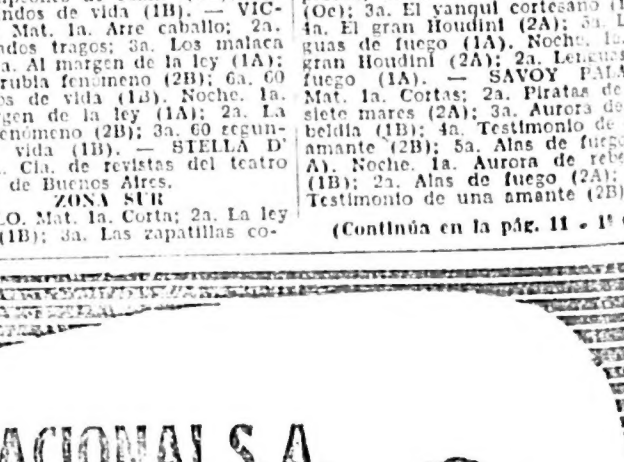 ndos de vida (1B). — VIC-
Mat. 1a. Arre caballo; 2a.
ados tragos; 3a. Los malaca
a. Al margen de la ley (1A);
rubia fenómeno (2B); 6a. 60
os de vida (1B). Noche. 1a.
gen de la ley (1A); 2a. La
enómeno (2B); 3a. 60 segun-
vida (1B). — STELLA D'
. Cía. de revistas del teatro
de Buenos Aires.
ZONA SUR
LO. Mat. 1a. Corta; 2a. La ley
(1B); 3a. Las zapatillas co-
(Oc); 3a. El yanqui cortesano (1
4a. El gran Houdini (2A); 5a. L
guas de fuego (1A). Noche. 1a.
gran Houdini (2A); 2a. Lenguas
fuego (1A). — SAVOY PALA
Mat. 1a. Cortas; 2a. Piratas de
siete mares (2A); 3a. Aurora de
beldía (1B); 4a. Testimonio de
amante (2B); 5a. Alas de fuego
A). Noche. 1a. Aurora de rebe
(1B); 2a. Alas de fuego (2A);
Testimonio de una amante (2B)
(Continúa en la pág. 11 - 1ª
ACIONAL S.A.